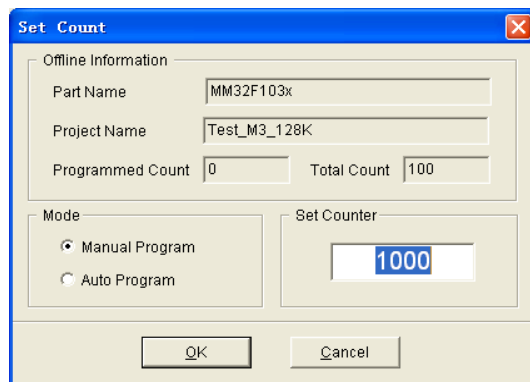 Set Count
Offline Information
Part Name MM32F103x
Project Name Test_M3_128K
Programmed Count 0 Total Count 100
Mode Set Counter
Manual Program 1000
Auto Program
OK Cancel